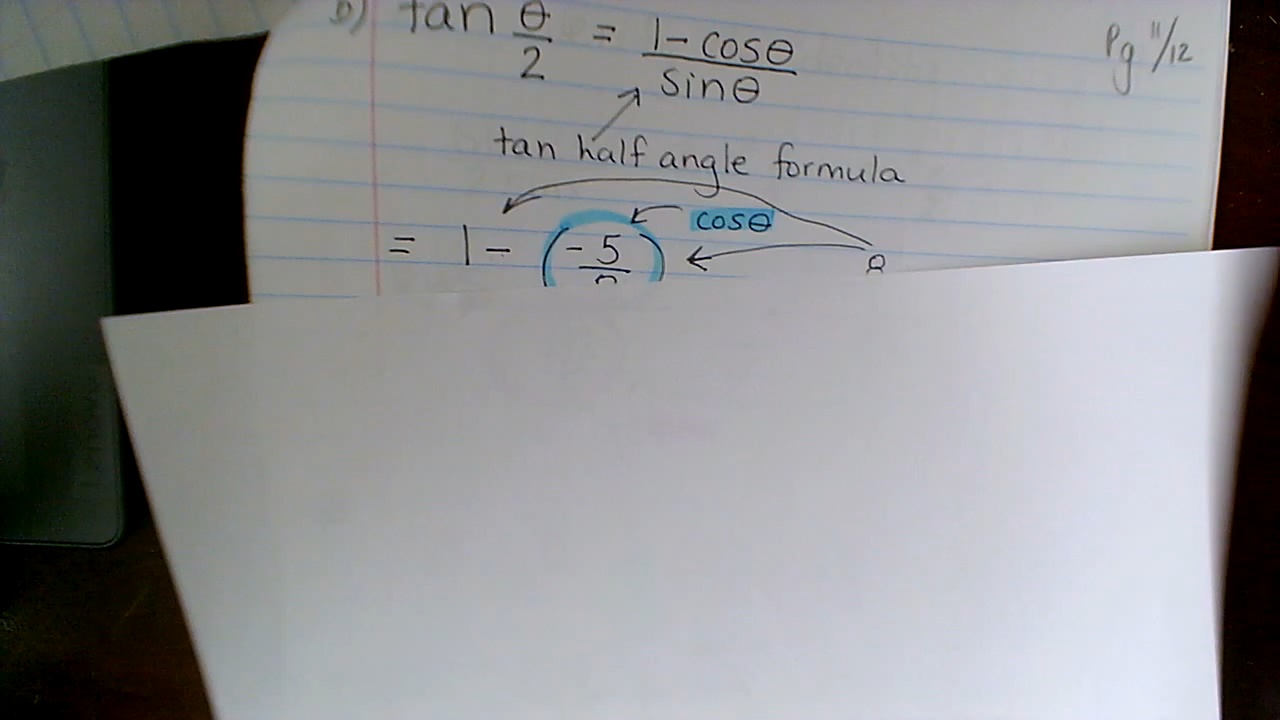 b) tan θ/2 = 1 - cosθ / sinθ
Pg 11/12
tan half angle formula
cosθ
= 1 - (-5